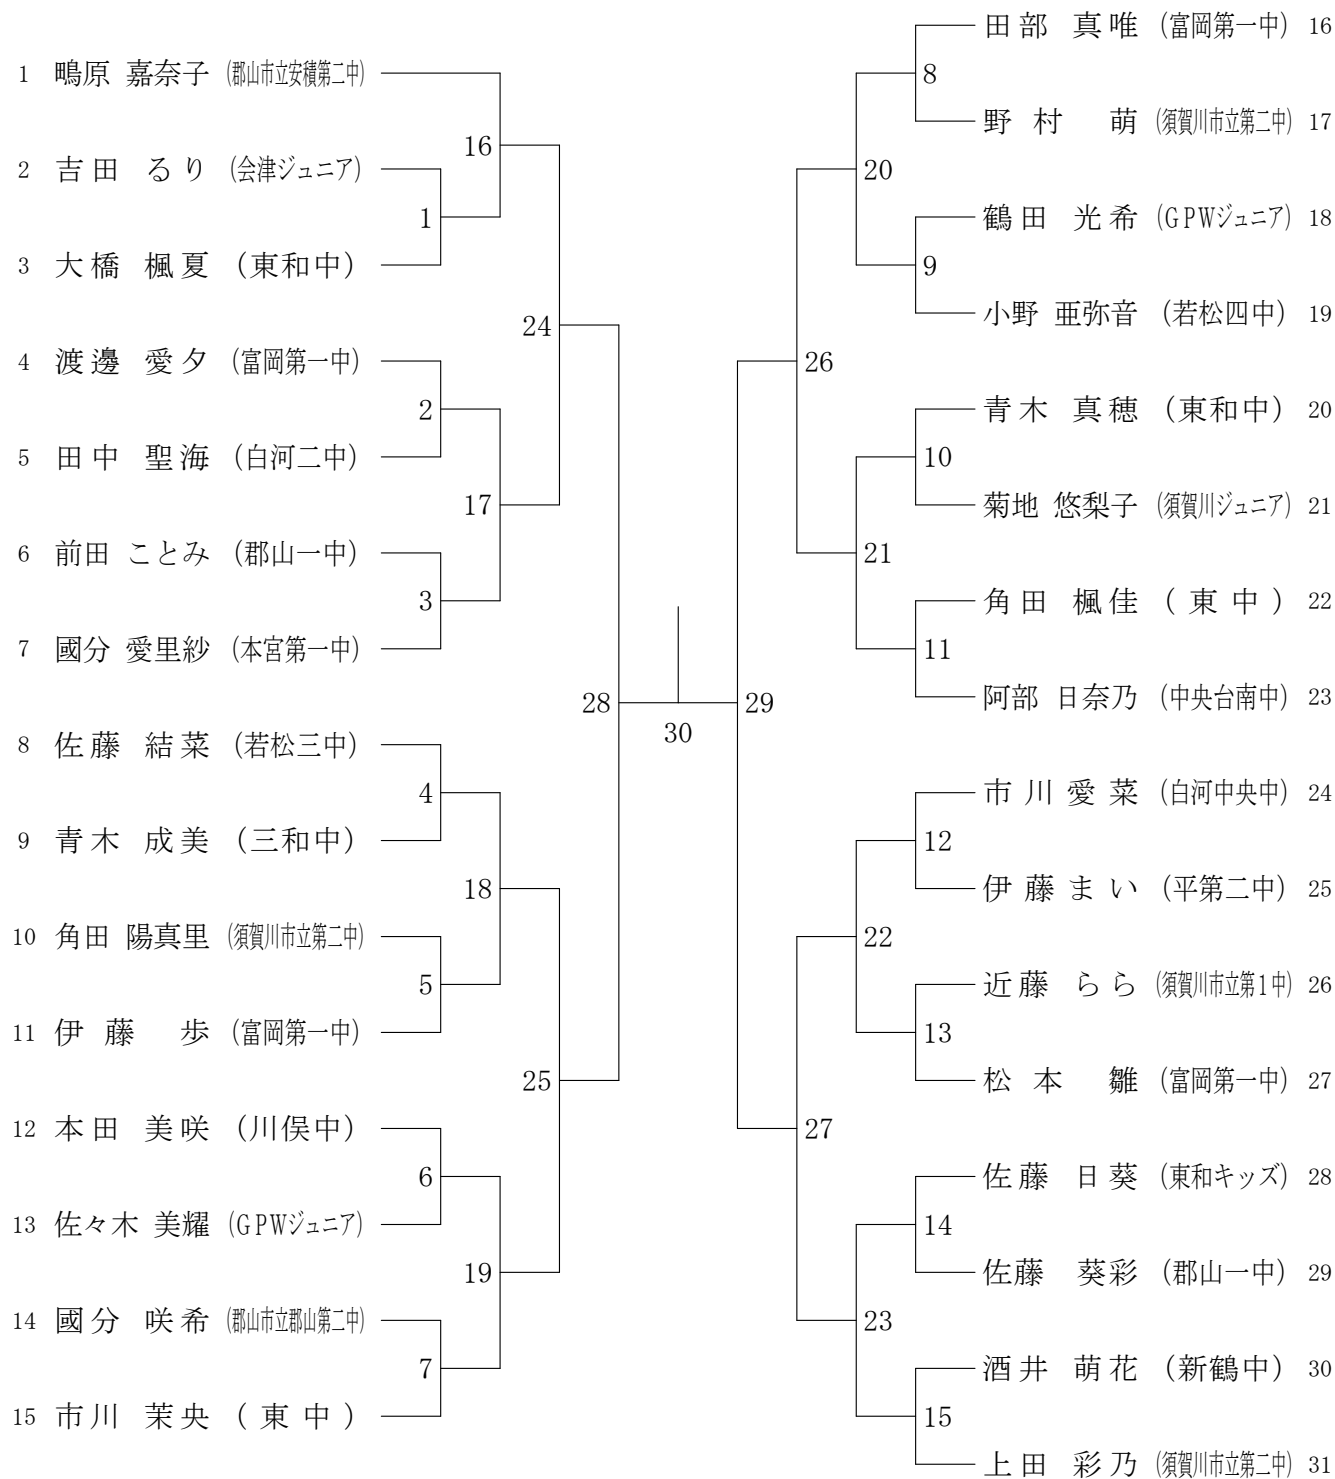 1 鴫原 嘉奈子 (郡山市立安積第二中)
2 吉田 るり (会津ジュニア)
3 大橋 楓夏 (東和中)
4 渡邊 愛夕 (富岡第一中)
5 田中 聖海 (白河二中)
6 前田 ことみ (郡山一中)
7 國分 愛里紗 (本宮第一中)
8 佐藤 結菜 (若松三中)
9 青木 成美 (三和中)
10 角田 陽真里 (須賀川市立第二中)
11 伊藤 歩 (富岡第一中)
12 本田 美咲 (川俣中)
13 佐々木 美耀 (GPWジュニア)
14 國分 咲希 (郡山市立郡山第二中)
15 市川 茉央 (東中)
1
2
3
4
5
6
7
16
17
18
19
24
25
28
30
29
26
27
20
21
22
23
8
9
10
11
12
13
14
15
田部 真唯 (富岡第一中) 16
野村 萌 (須賀川市立第二中) 17
鶴田 光希 (GPWジュニア) 18
小野 亜弥音 (若松四中) 19
青木 真穂 (東和中) 20
菊地 悠梨子 (須賀川ジュニア) 21
角田 楓佳 (東中) 22
阿部 日奈乃 (中央台南中) 23
市川愛菜 (白河中央中) 24
伊藤まい (平第二中) 25
近藤 らら (須賀川市立第1中) 26
松本 雛 (富岡第一中) 27
佐藤 日葵 (東和キッズ) 28
佐藤 葵彩 (郡山一中) 29
酒井 萌花 (新鶴中) 30
上田 彩乃 (須賀川市立第二中) 31